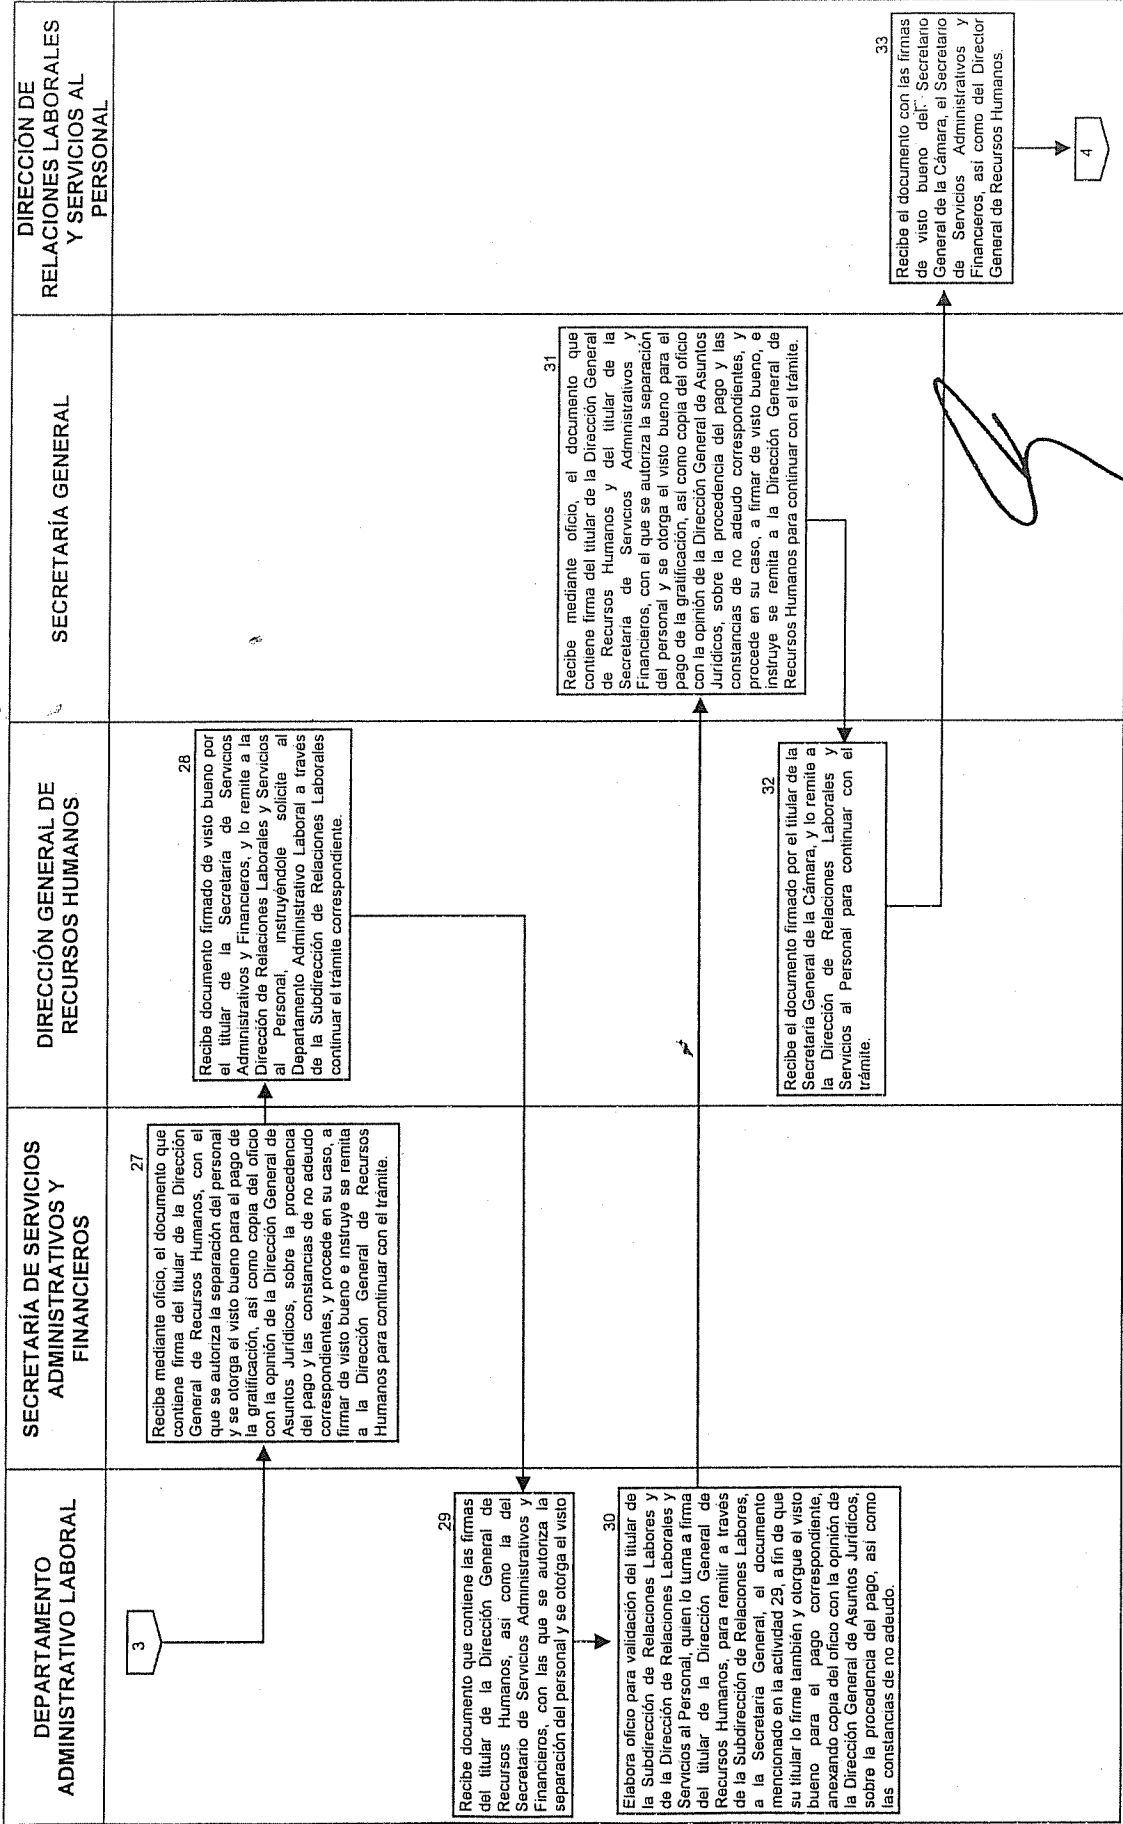 DEPARTAMENTO
ADMINISTRATIVO LABORAL
SECRETARÍA DE SERVICIOS
ADMINISTRATIVOS Y
FINANCIEROS
DIRECCIÓN GENERAL DE
RECURSOS HUMANOS
SECRETARÍA GENERAL
DIRECCIÓN DE
RELACIONES LABORALES
Y SERVICIOS AL
PERSONAL
3
27
Recibe mediante oficio, el documento que
contiene firma del titular de la Dirección
General de Recursos Humanos, con el
que se autoriza la separación del personal
y se otorga el visto bueno para el pago de
la gratificación, así como copia del oficio
con la opinión de la Dirección General de
Asuntos Jurídicos, sobre la procedencia
del pago y las constancias de no adeudo
correspondientes, y procede en su caso, a
firmar de visto bueno e instruye se remita
a la Dirección General de Recursos
Humanos para continuar con el trámite.
28
Recibe documento firmado de visto bueno por
el titular de la Secretaría de Servicios
Administrativos y Financieros, y lo remite a la
Dirección de Relaciones Laborales y Servicios
al Personal, instruyéndole solicite al
Departamento Administrativo Laboral a través
de la Subdirección de Relaciones Laborales
continuar el trámite correspondiente.
29
Recibe documento que contiene las firmas
del titular de la Dirección General de
Recursos Humanos, así como la del
Secretario de Servicios Administrativos y
Financieros, con las que se autoriza la
separación del personal y se otorga el visto
30
Elabora oficio para validación del titular de
la Subdirección de Relaciones Labores y
de la Dirección de Relaciones Laborales y
Servicios al Personal, quien lo turna a firma
del titular de la Dirección General de
Recursos Humanos, para remitir a través
de la Subdirección de Relaciones Labores,
a la Secretaria General, el documento
mencionado en la actividad 29, a fin de que
su titular lo firme también y otorgue el visto
bueno para el pago correspondiente,
anexando copia del oficio con la opinión de
la Dirección General de Asuntos Jurídicos,
sobre la procedencia del pago, así como
las constancias de no adeudo.
31
Recibe mediante oficio, el documento que
contiene firma del titular de la Dirección General
de Recursos Humanos y del titular de la
Secretaría de Servicios Administrativos y
Financieros, con el que se autoriza la separación
del personal y se otorga el visto bueno para el
pago de la gratificación, así como copia del oficio
con la opinión de la Dirección General de Asuntos
Jurídicos, sobre la procedencia del pago y las
constancias de no adeudo correspondientes, y
procede en su caso, a firmar de visto bueno, e
instruye se remita a la Dirección General de
Recursos Humanos para continuar con el trámite.
32
Recibe el documento firmado por el titular de la
Secretaria General de la Cámara, y lo remite a
la Dirección de Relaciones Laborales y
Servicios al Personal para continuar con el
trámite.
33
Recibe el documento con las firmas
de visto bueno del Secretario
General de la Cámara, el Secretario
de Servicios Administrativos y
Financieros, así como del Director
General de Recursos Humanos.
4